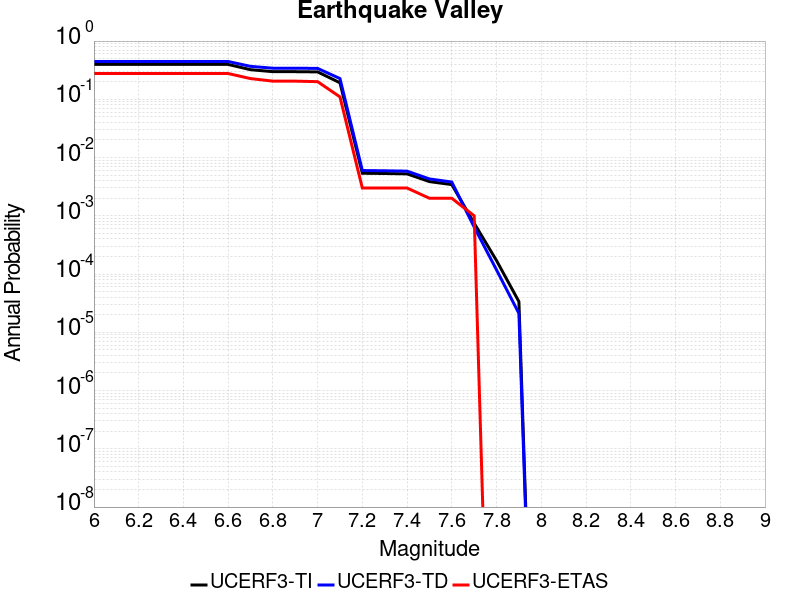 Earthquake Valley
10^0
10^-1
10^-2
10^-3
10^-4
10^-5
10^-6
10^-7
10^-8
Annual Probability
6 6.2 6.4 6.6 6.8 7 7.2 7.4 7.6 7.8 8 8.2 8.4 8.6 8.8 9
Magnitude
UCERF3-TI UCERF3-TD UCERF3-ETAS